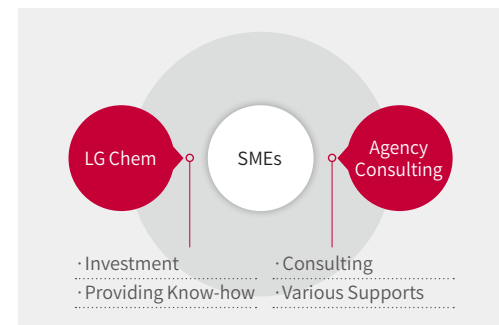 LG Chem
SMEs
Agency
Consulting
·Investment
·Providing Know-how
·Consulting
·Various Supports